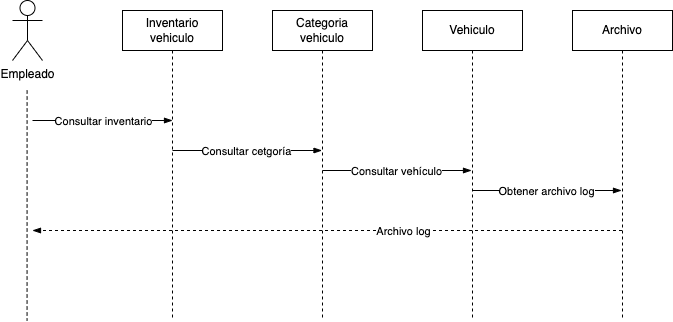 Empleado
Inventario
vehiculo
Categoria
vehiculo
Vehiculo
Archivo
Consultar inventario
Consultar cetgoría
Consultar vehículo
Obtener archivo log
Archivo log